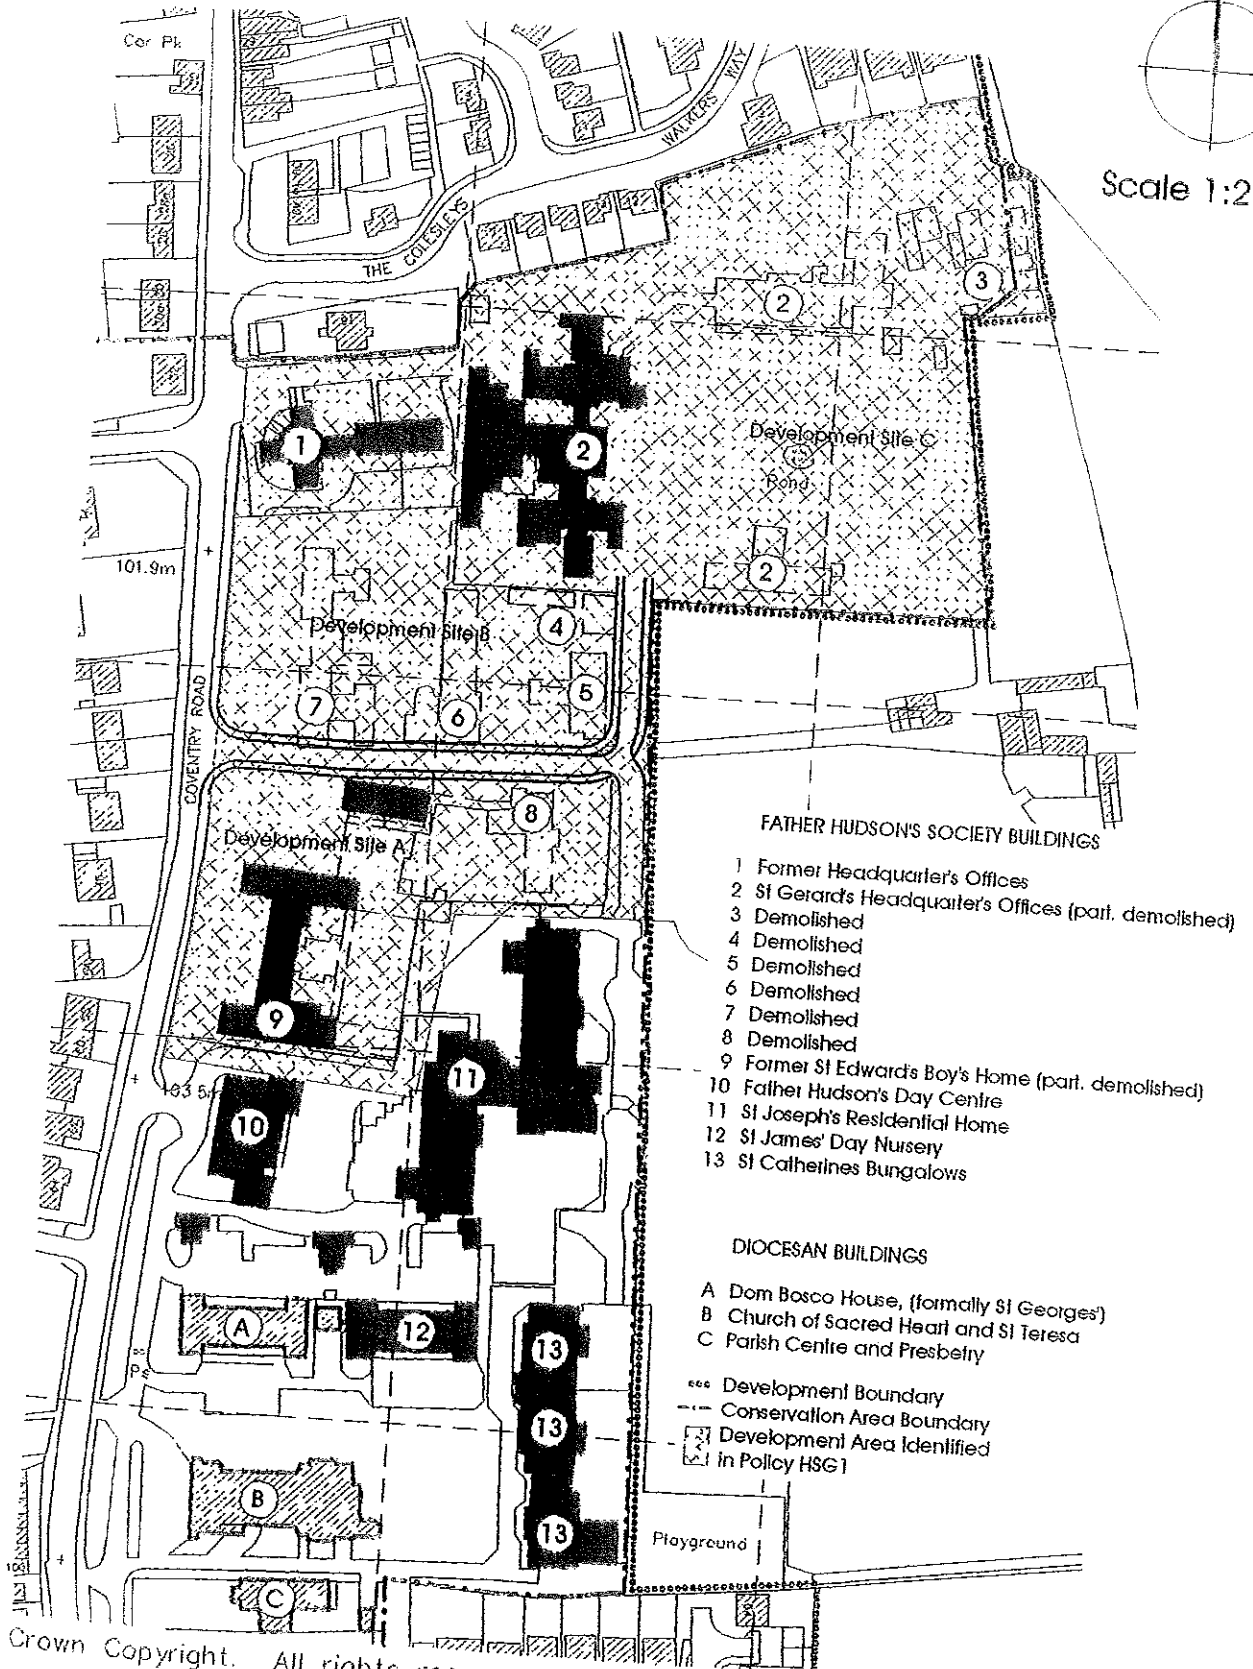 Car Pk
WALKERS WAY
Scale 1:2
THE COLESLEYS
3
2
1
2
Development Site C
Pond
101.9m
2
4
Development Site B
5
7
6
COVENTRY ROAD
8
Development Site A
FATHER HUDSON'S SOCIETY BUILDINGS
1 Former Headquarter's Offices
2 St Gerard's Headquarter's Offices (part. demolished)
3 Demolished
4 Demolished
5 Demolished
6 Demolished
7 Demolished
8 Demolished
9 Former St Edward's Boy's Home (part. demolished)
10 Father Hudson's Day Centre
11 St Joseph's Residential Home
12 St James' Day Nursery
13 St Catherines Bungalows
9
11
103.5m
10
DIOCESAN BUILDINGS
A Dom Bosco House, (formally St Georges')
B Church of Sacred Heart and St Teresa
C Parish Centre and Presbetry
Development Boundary
Conservation Area Boundary
Development Area Identified
in Policy HSG1
A
12
13
13
B
13
Playground
C
Crown Copyright. All rights